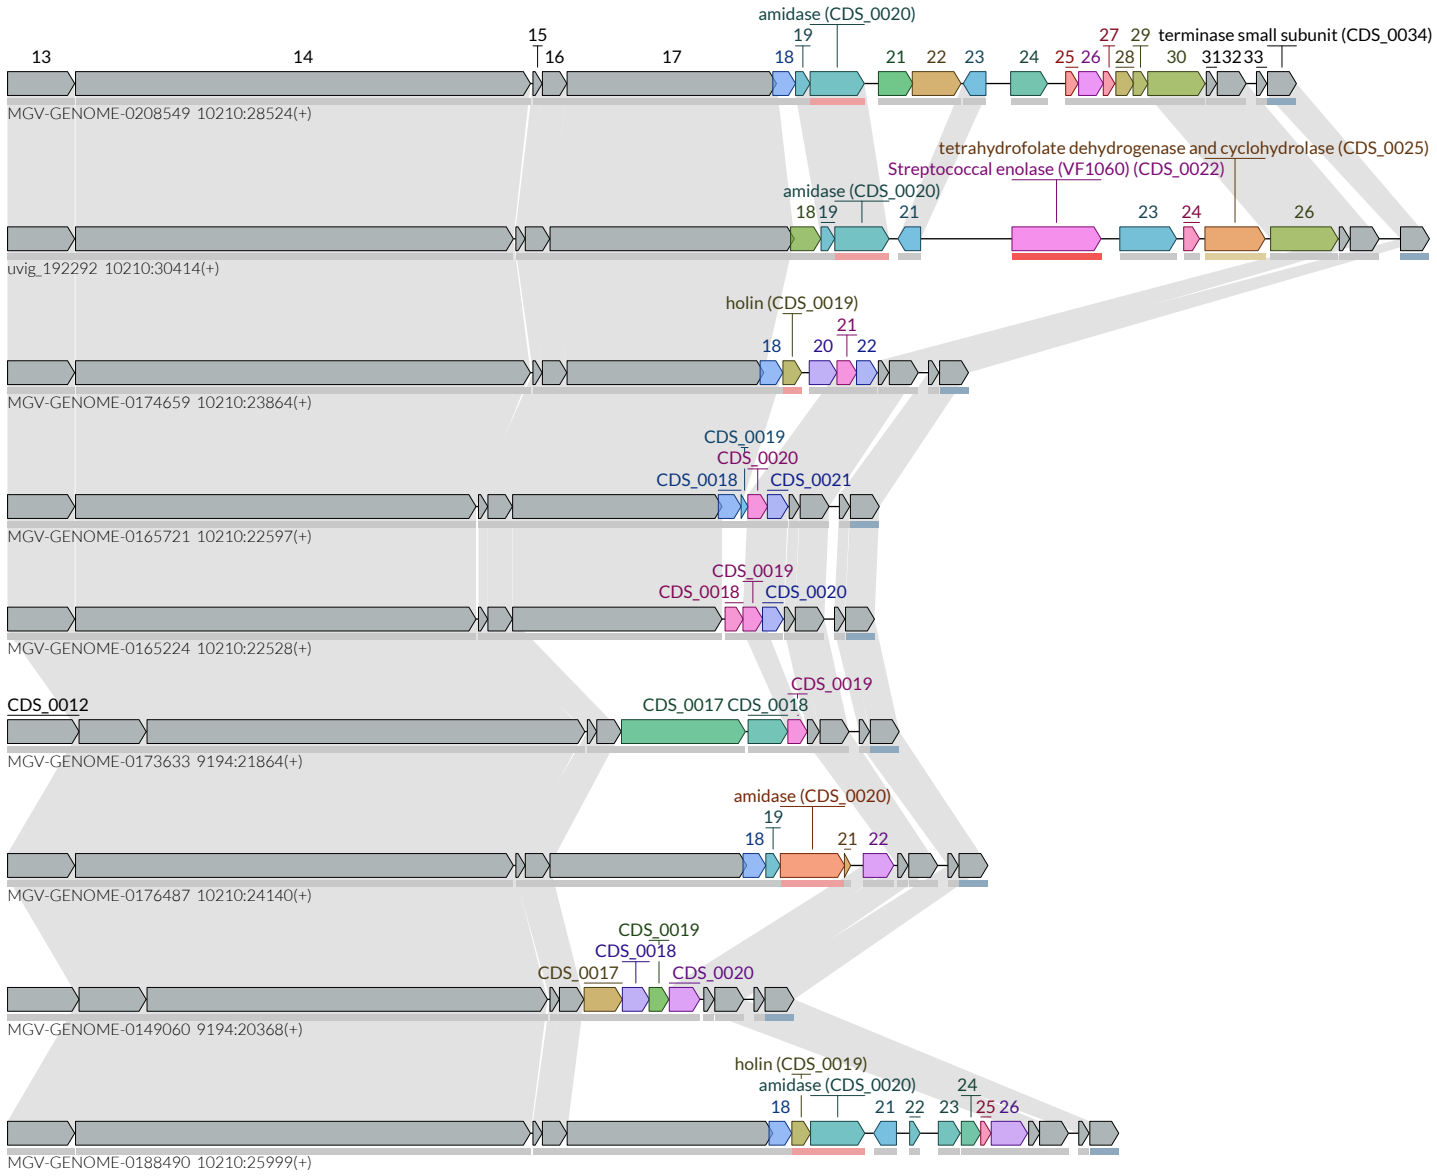 amidase (CDS_0020)
19 27 29 terminase small subunit (CDS_0034)
13 14 15 16 17 18 21 22 23 24 25 26 28 30 31 32 33
MGV-GENOME-0208549 10210:28524(+)
tetrahydrofolate dehydrogenase and cyclohydrolase (CDS_0025)
Streptococcal enolase (VF1060) (CDS_0022)
amidase (CDS_0020)
18 19 21 23 24 26
uvig_192292 10210:30414(+)
holin (CDS_0019)
21
18 20 22
MGV-GENOME-0174659 10210:23864(+)
CDS_0019
CDS_0020
CDS_0018 CDS_0021
MGV-GENOME-0165721 10210:22597(+)
CDS_0019
CDS_0018 CDS_0020
MGV-GENOME-0165224 10210:22528(+)
CDS_0019
CDS_0012 CDS_0017 CDS_0018
MGV-GENOME-0173633 9194:21864(+)
amidase (CDS_0020)
19
18 21 22
MGV-GENOME-0176487 10210:24140(+)
CDS_0019
CDS_0018
CDS_0017 CDS_0020
MGV-GENOME-0149060 9194:20368(+)
holin (CDS_0019)
amidase (CDS_0020) 24
18 21 22 23 25 26
MGV-GENOME-0188490 10210:25999(+)